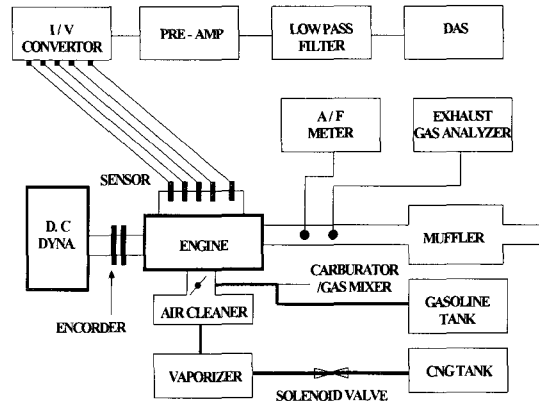 I / V
CONVERTOR
PRE - AMP
LOW PASS
FILTER
DAS
A / F
METER
EXHAUST
GAS ANALYZER
SENSOR
D. C
DYNA.
ENGINE
MUFFLER
ENCORDER
AIR CLEANER
CARBURATOR
/GAS MIXER
GASOLINE
TANK
VAPORIZER
SOLENOID VALVE
CNG TANK